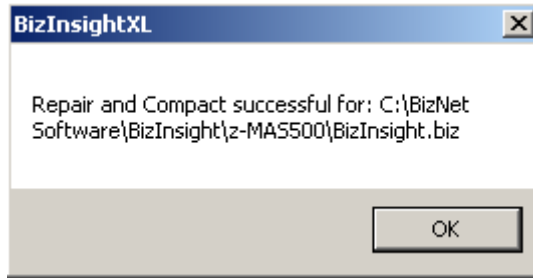 BizInsightXL
Repair and Compact successful for: C:\BizNet
Software\BizInsight\z-MAS500\BizInsight.biz
OK